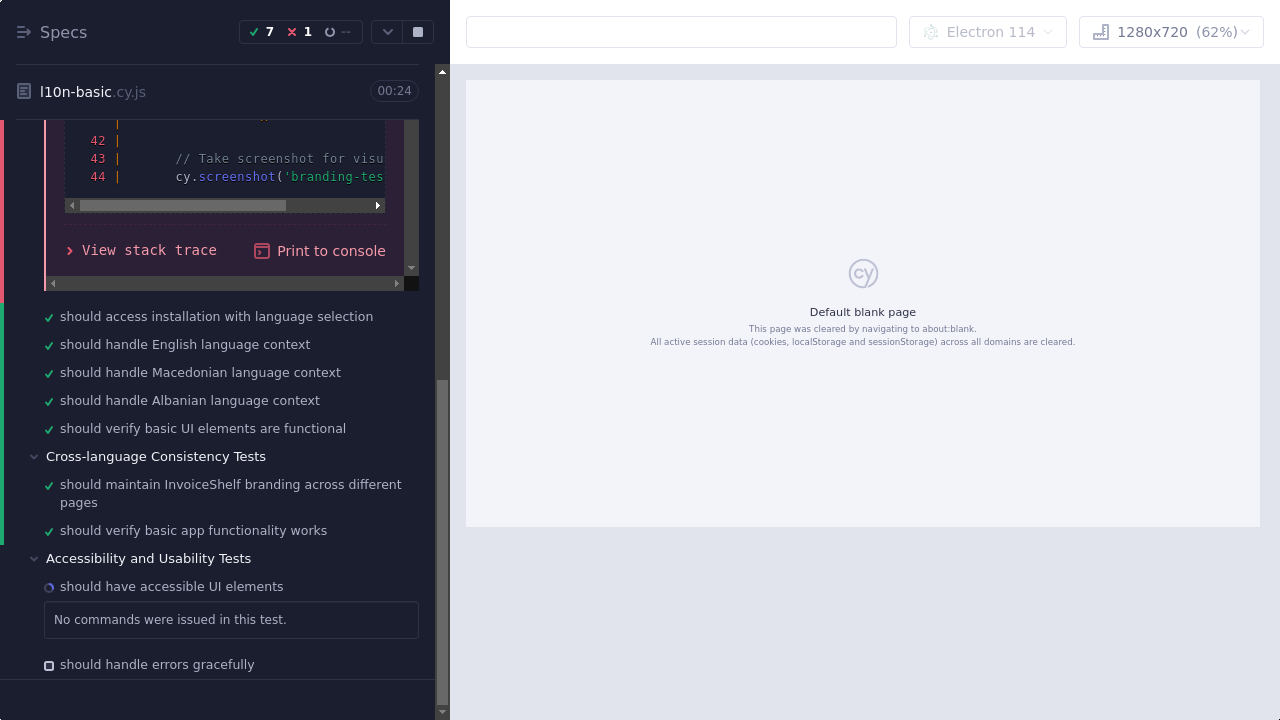 Specs
7 1 --
l10n-basic.cy.js
00:24
42 |
43 | // Take screenshot for visu
44 | cy.screenshot('branding-tes
View stack trace
Print to console
should access installation with language selection
should handle English language context
should handle Macedonian language context
should handle Albanian language context
should verify basic UI elements are functional
Cross-language Consistency Tests
should maintain InvoiceShelf branding across different
pages
should verify basic app functionality works
Accessibility and Usability Tests
should have accessible UI elements
No commands were issued in this test.
should handle errors gracefully
Electron 114
1280x720 (62%)
cy
Default blank page
This page was cleared by navigating to about:blank.
All active session data (cookies, localStorage and sessionStorage) across all domains are cleared.